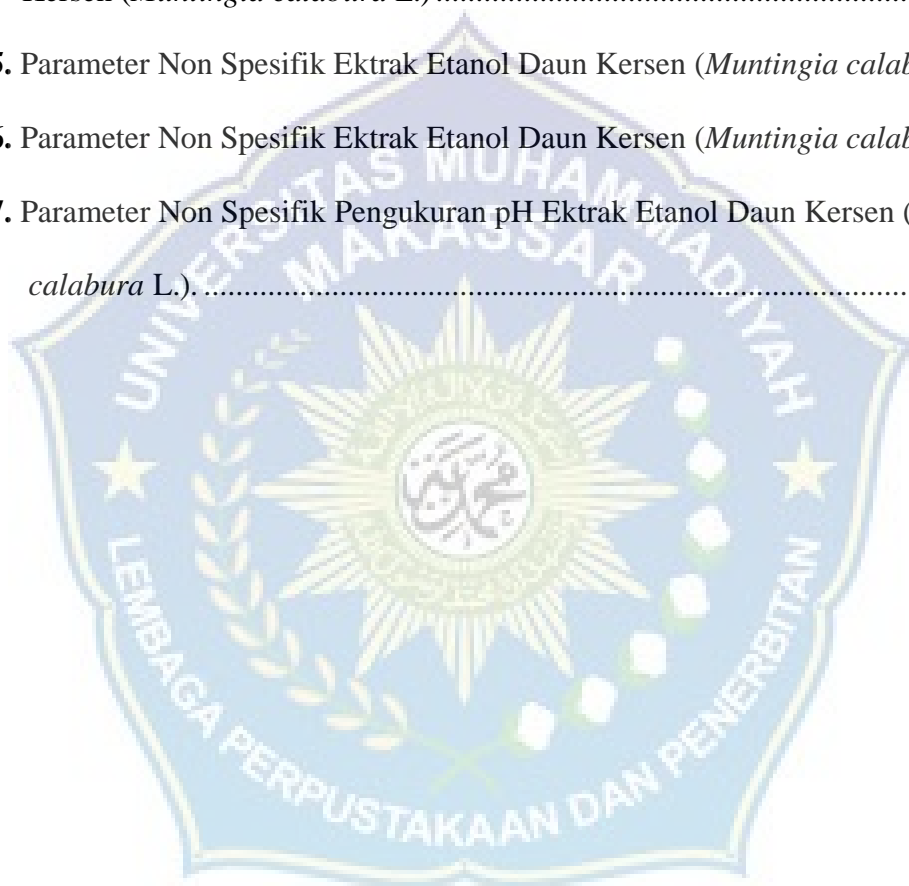 Kersen (Muntingia calabura L.) ..........................................................
5. Parameter Non Spesifik Ektrak Etanol Daun Kersen (Muntingia calab
6. Parameter Non Spesifik Ektrak Etanol Daun Kersen (Muntingia calab
7. Parameter Non Spesifik Pengukuran pH Ektrak Etanol Daun Kersen (
calabura L.). ..........................................................................................
UNIVERSITAS MUHAMMADIYAH
MAKASSAR
محمدية
LEMBAGA PERPUSTAKAAN DAN PENERBITAN